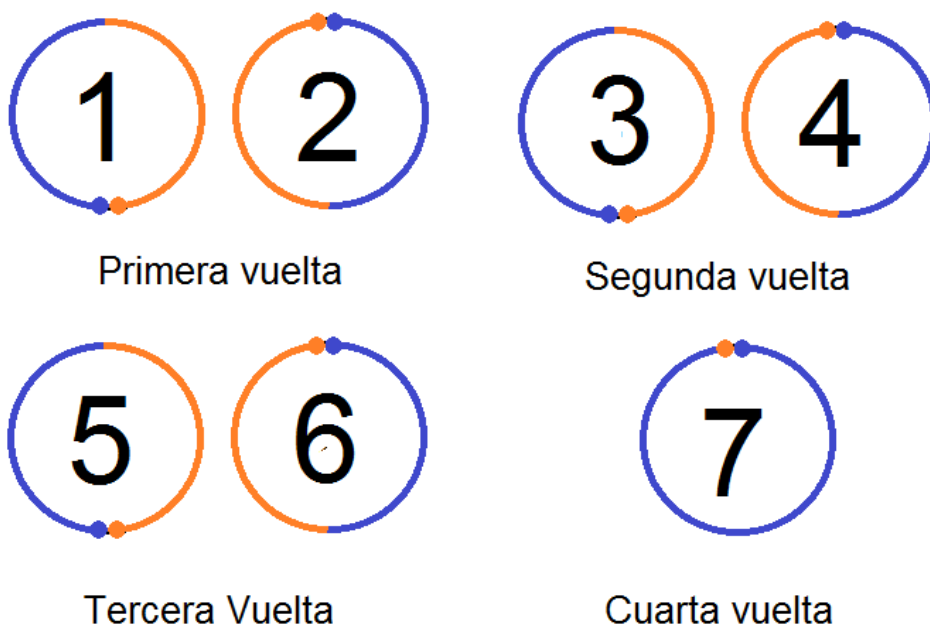 1 2
3 4
Primera vuelta
Segunda vuelta
5 6
7
Tercera Vuelta
Cuarta vuelta